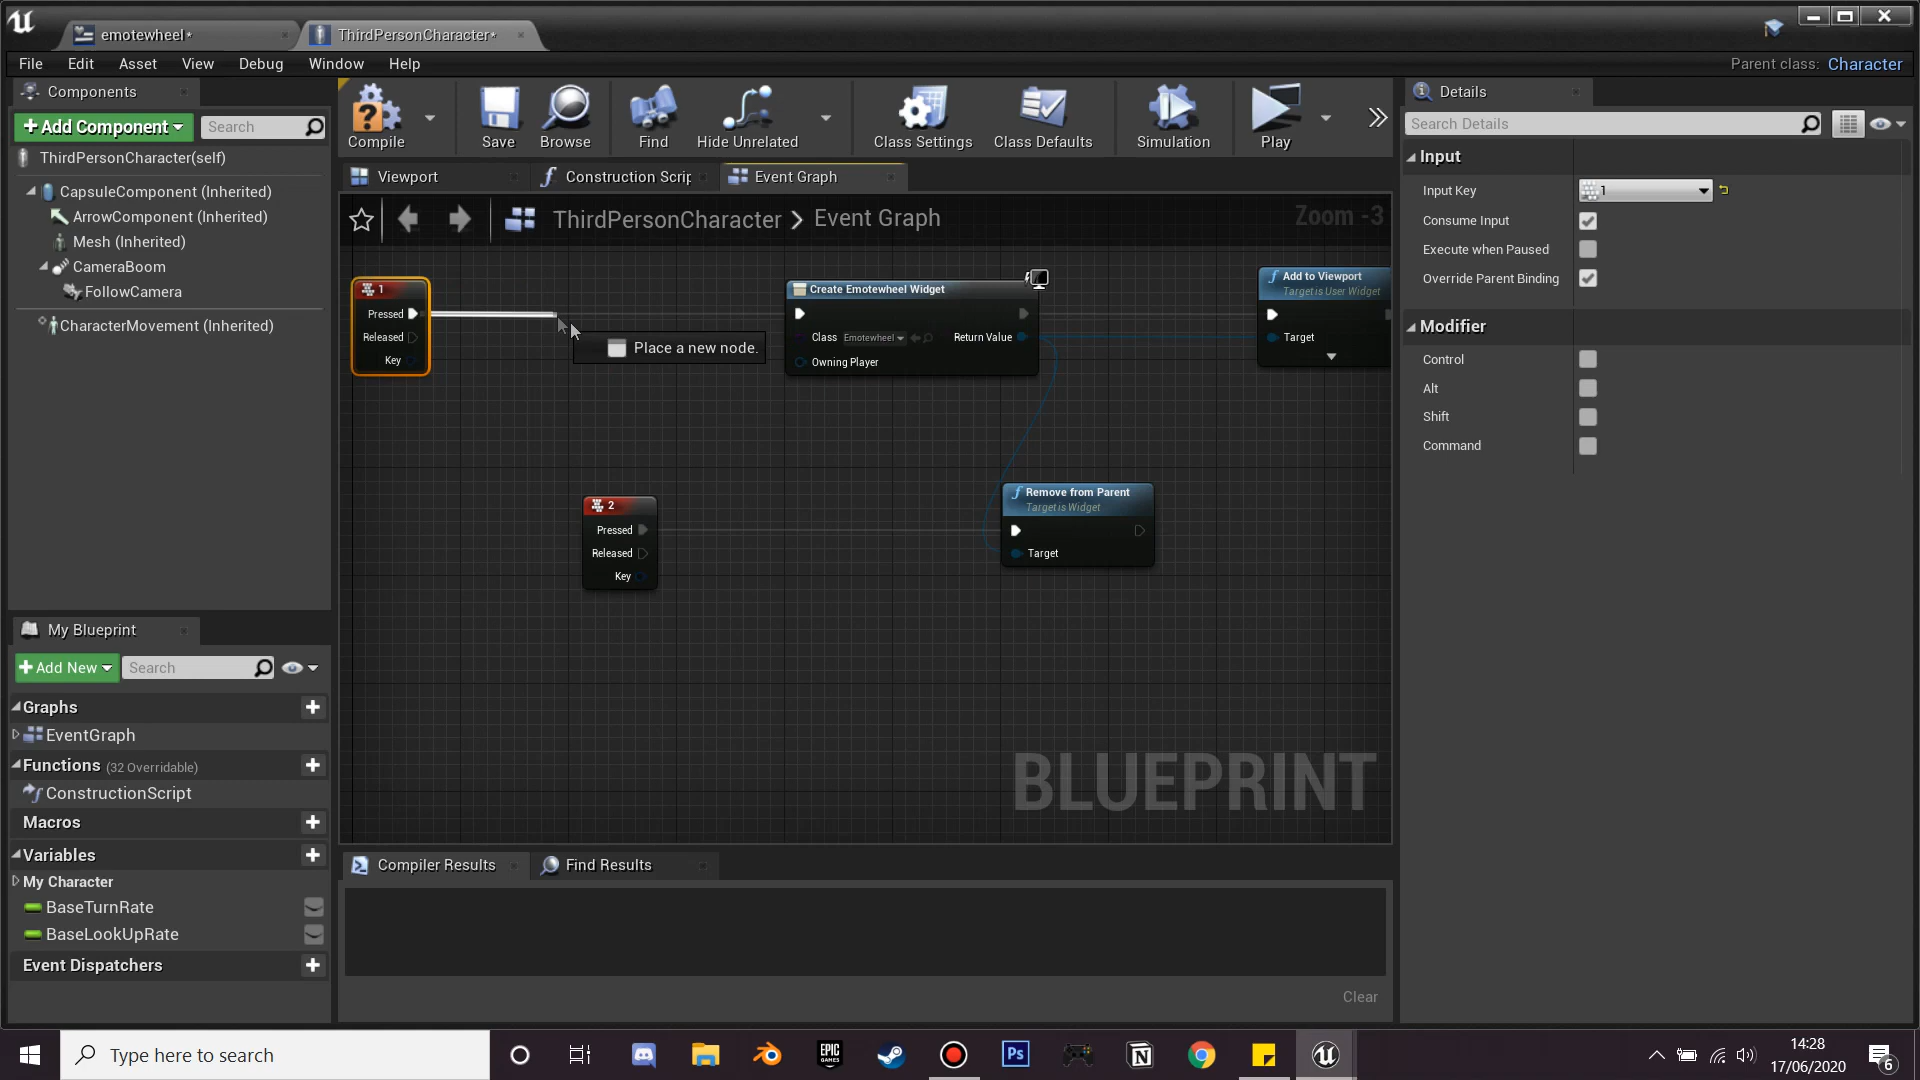 emotewheel*
ThirdPersonCharacter*
File Edit Asset View Debug Window Help
Parent class: Character
Components
+Add Component
Search
ThirdPersonCharacter(self)
CapsuleComponent (Inherited)
ArrowComponent (Inherited)
Mesh (Inherited)
CameraBoom
FollowCamera
CharacterMovement (Inherited)
My Blueprint
+Add New
Search
Graphs
EventGraph
Functions (32 Overridable)
ConstructionScript
Macros
Variables
My Character
BaseTurnRate
BaseLookUpRate
Event Dispatchers
Compile
Save
Browse
Find
Hide Unrelated
Class Settings
Class Defaults
Simulation
Play
Viewport
Construction Scrip
Event Graph
ThirdPersonCharacter > Event Graph
Zoom -3
1
Pressed
Released
Key
Place a new node.
Create Emotewheel Widget
Class Emotewheel
Return Value
Owning Player
Add to Viewport
Target is User Widget
Target
2
Pressed
Released
Key
Remove from Parent
Target is Widget
Target
BLUEPRINT
Compiler Results
Find Results
Clear
Details
Search Details
Input
Input Key
1
Consume Input
Execute when Paused
Override Parent Binding
Modifier
Control
Alt
Shift
Command
Type here to search
EPIC
GAMES
Ps
14:28
17/06/2020
6